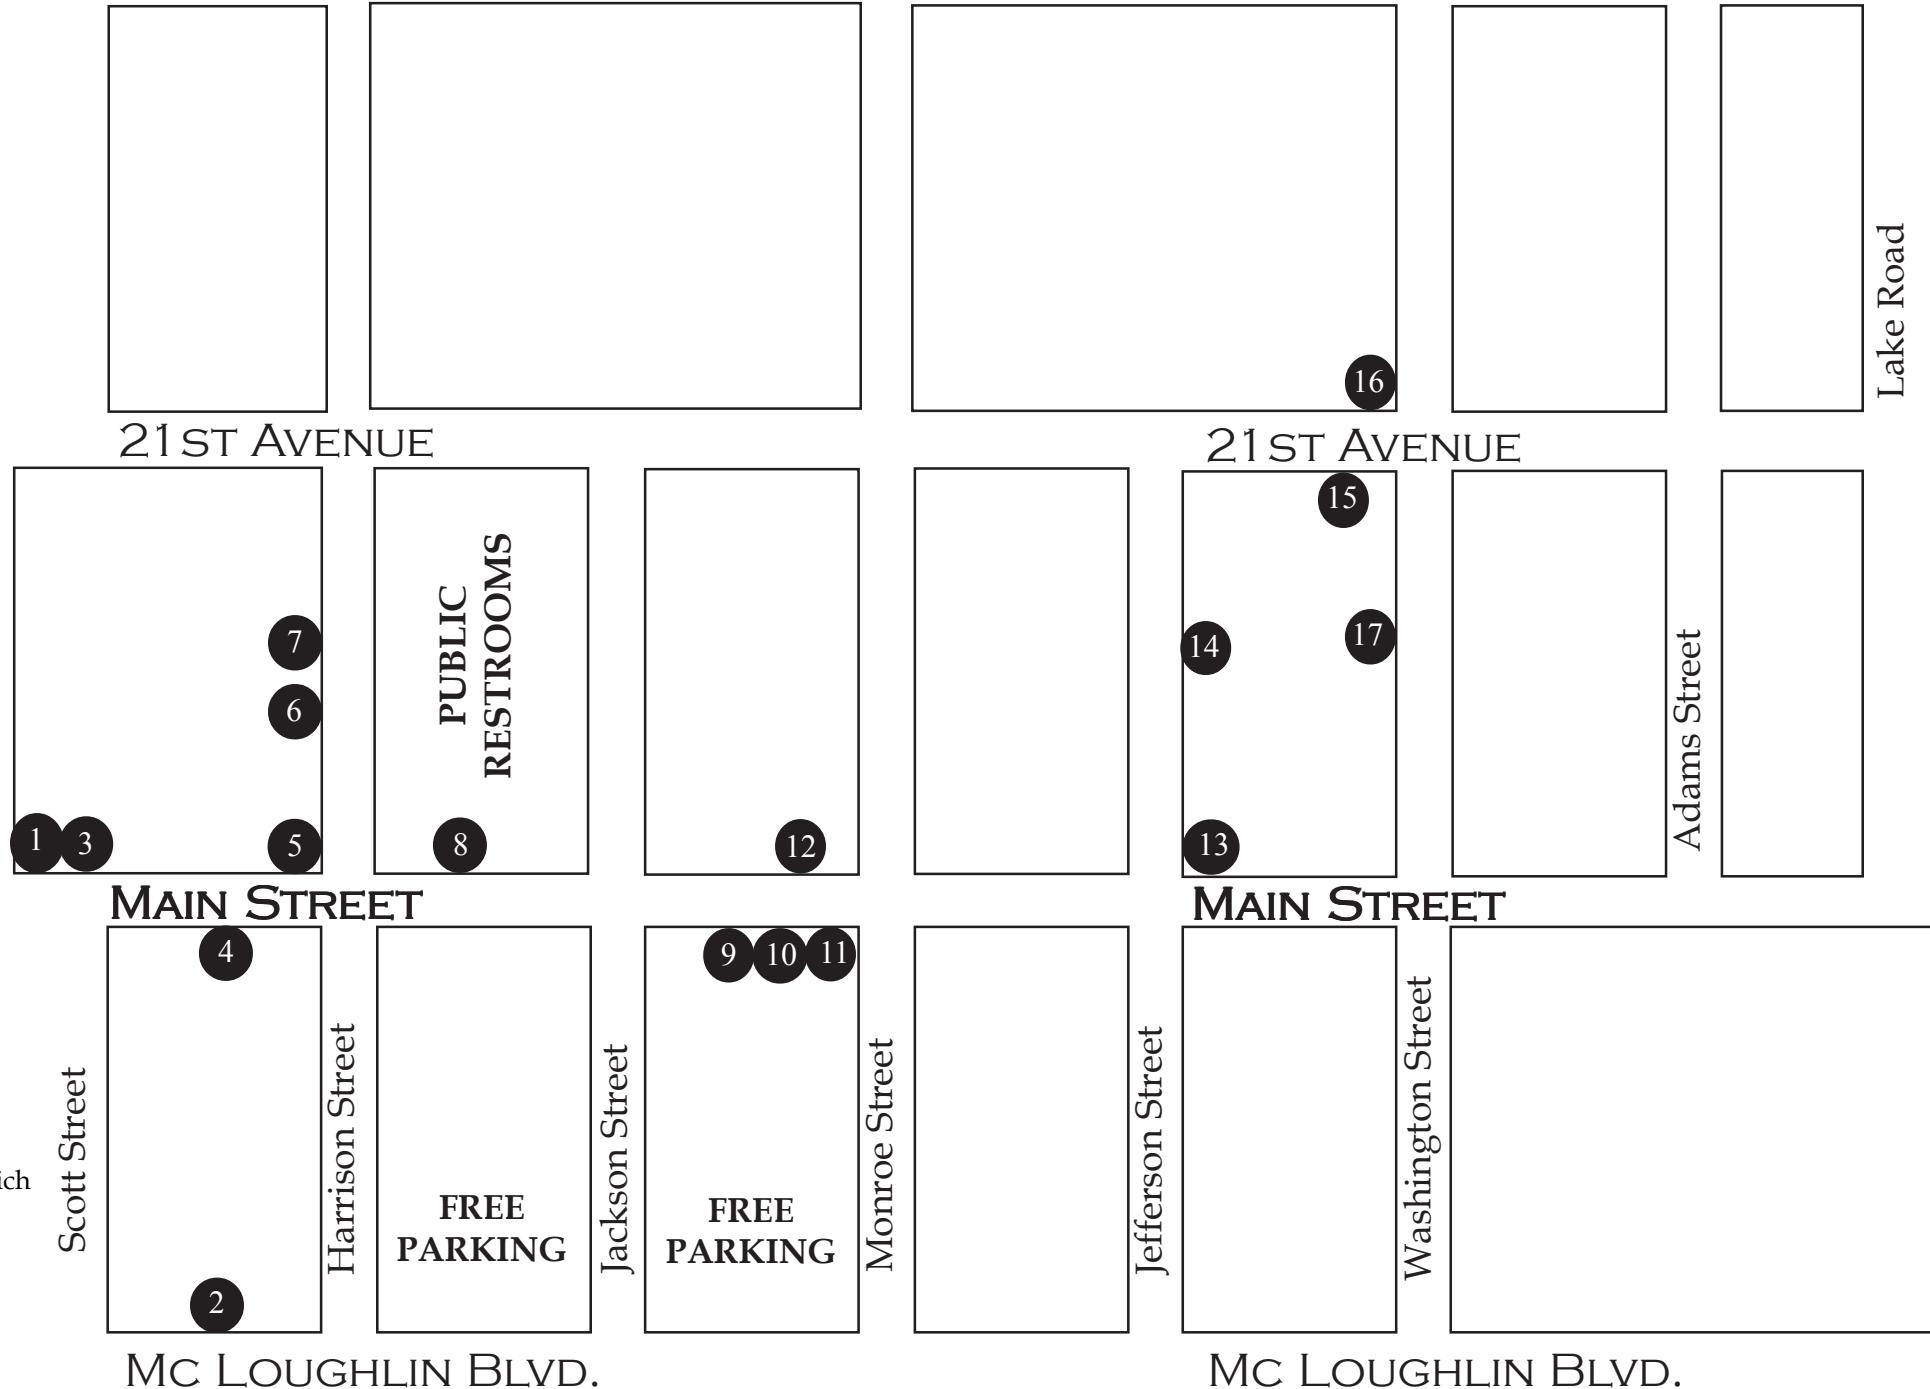 Lake Road
16
21ST AVENUE
21ST AVENUE
PUBLIC
RESTROOMS
15
7
14
17
6
Adams Street
1
3
5
8
12
13
MAIN STREET
MAIN STREET
4
9
10
11
Scott Street
Harrison Street
Jackson Street
Monroe Street
Jefferson Street
Washington Street
ich
FREE
PARKING
FREE
PARKING
2
MC LOUGHLIN BLVD.
MC LOUGHLIN BLVD.